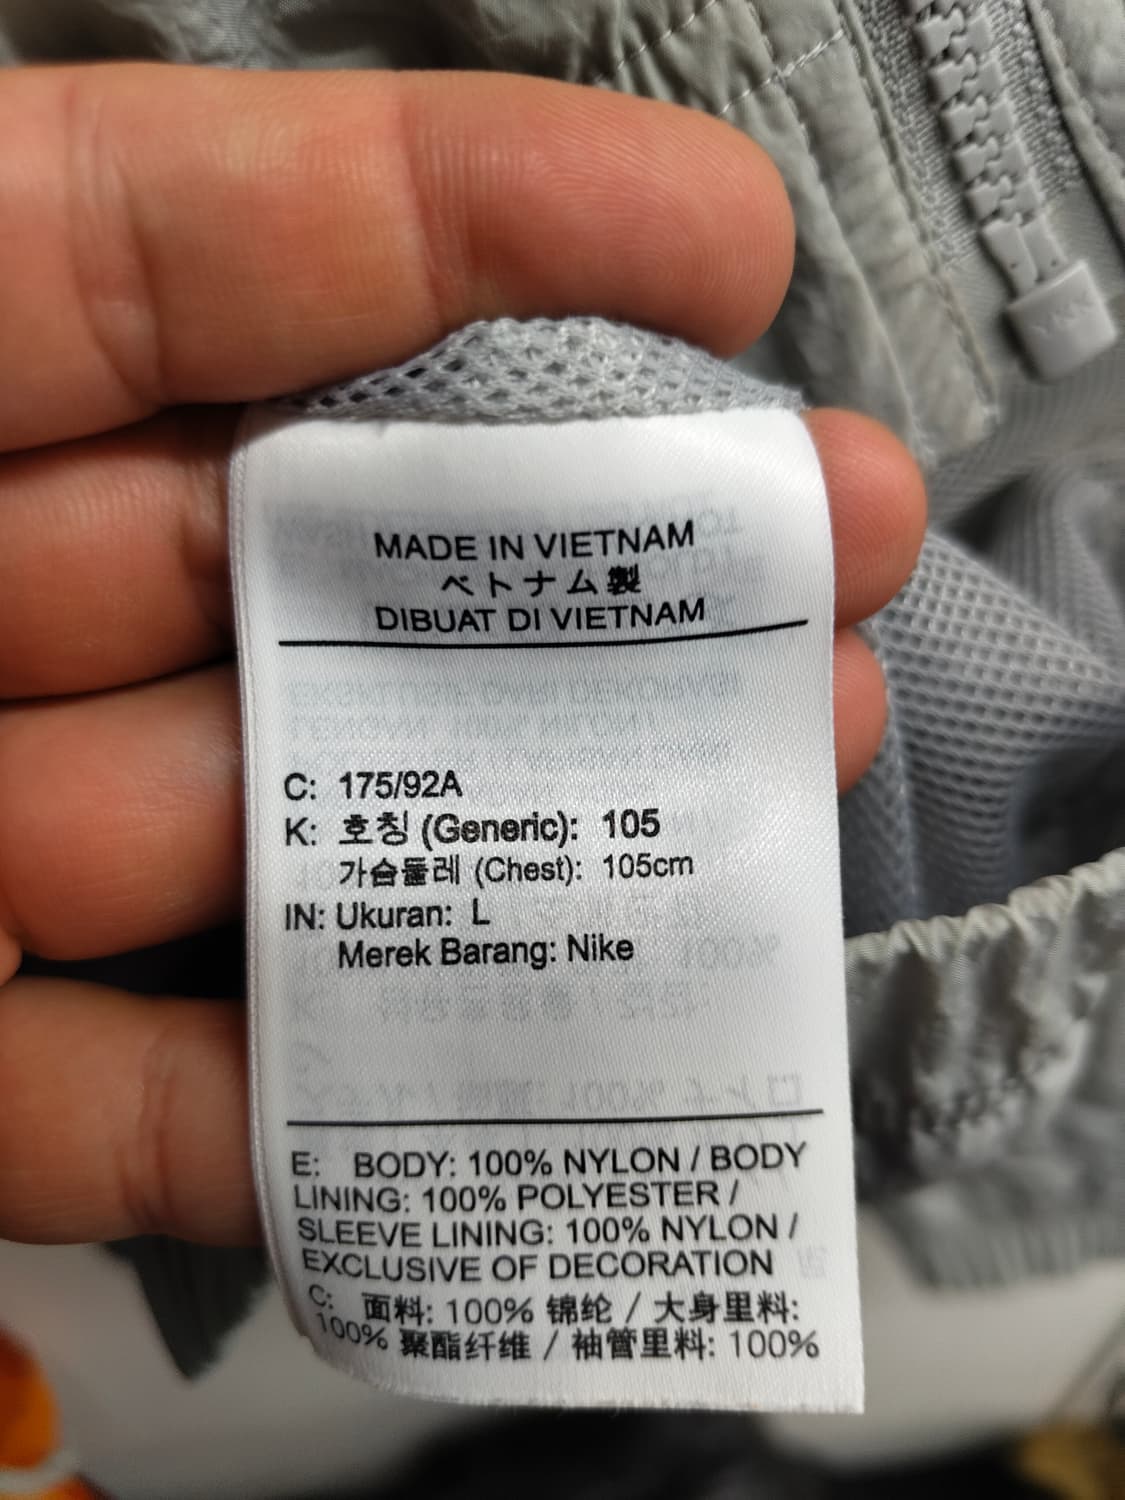 MADE IN VIETNAM
ベトナム製
DIBUAT DI VIETNAM
C: 175/92A
K: 호칭 (Generic): 105
가슴둘레 (Chest): 105cm
IN: Ukuran: L
Merek Barang: Nike
E: BODY: 100% NYLON / BODY
LINING: 100% POLYESTER /
SLEEVE LINING: 100% NYLON /
EXCLUSIVE OF DECORATION
C: 面料: 100% 锦纶 / 大身里料:
100% 聚酯纤维 / 袖管里料: 100%